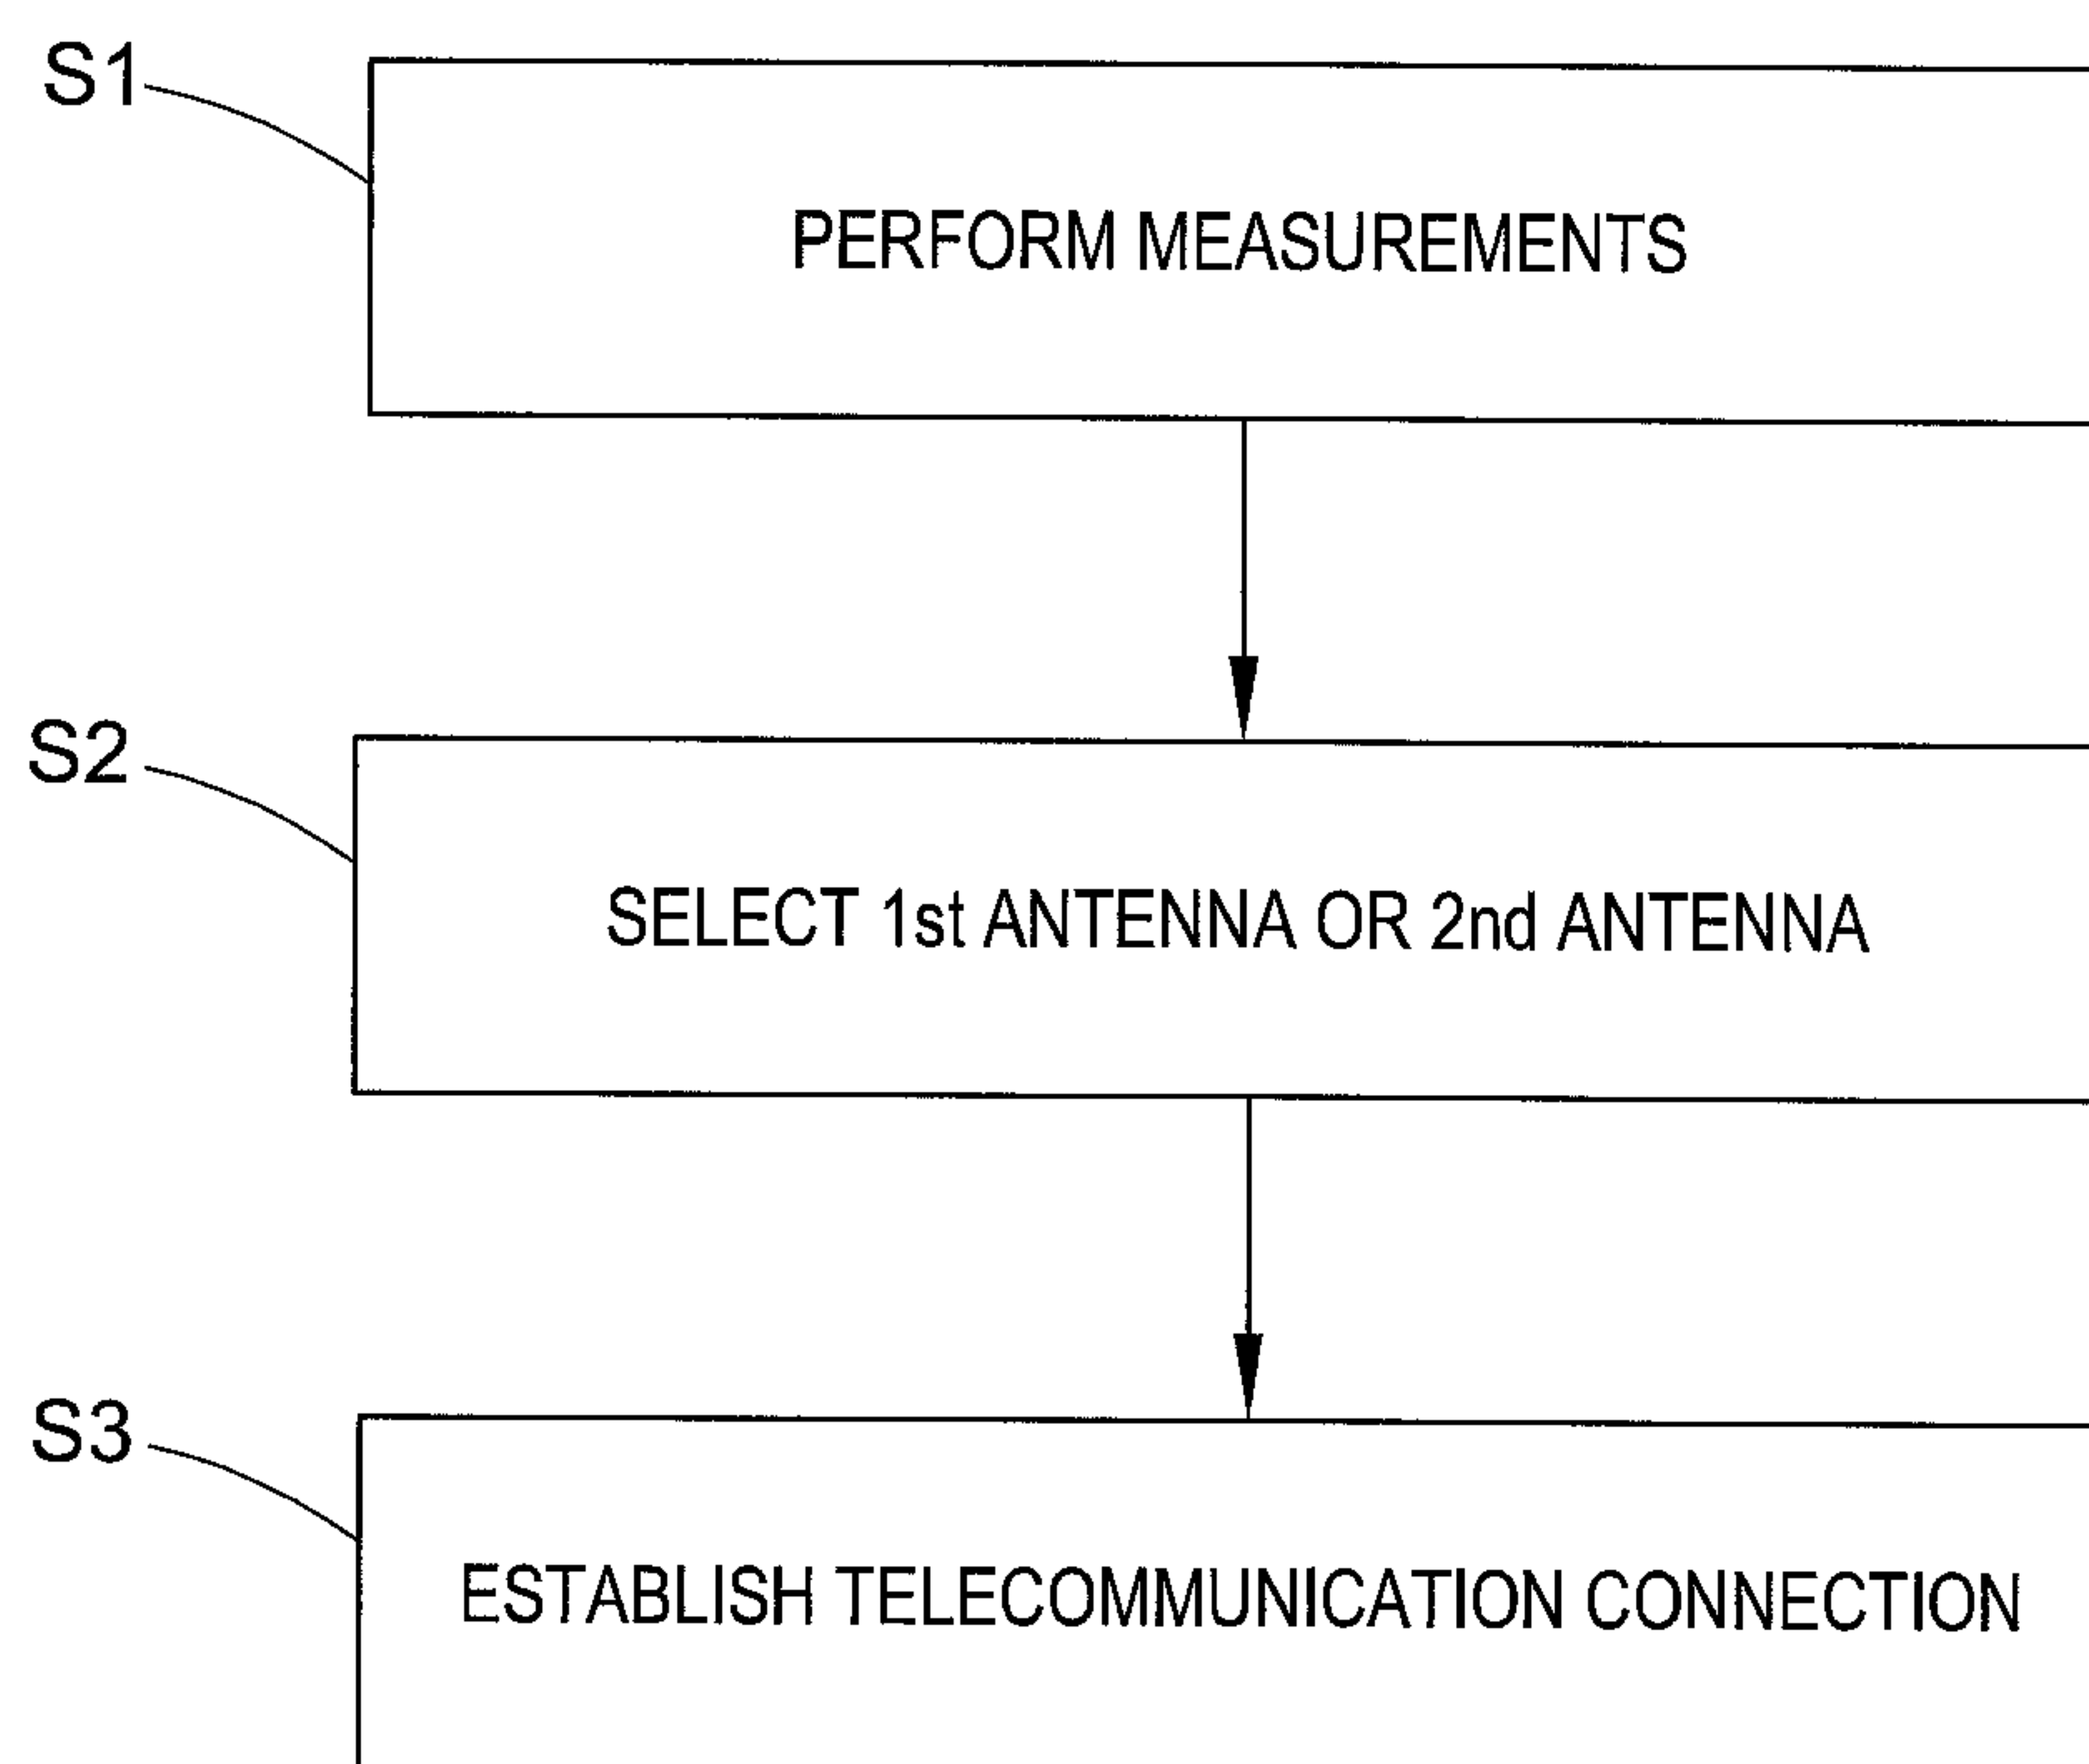 S1
PERFORM MEASUREMENTS
S2
SELECT 1st ANTENNA OR 2nd ANTENNA
S3
ESTABLISH TELECOMMUNICATION CONNECTION